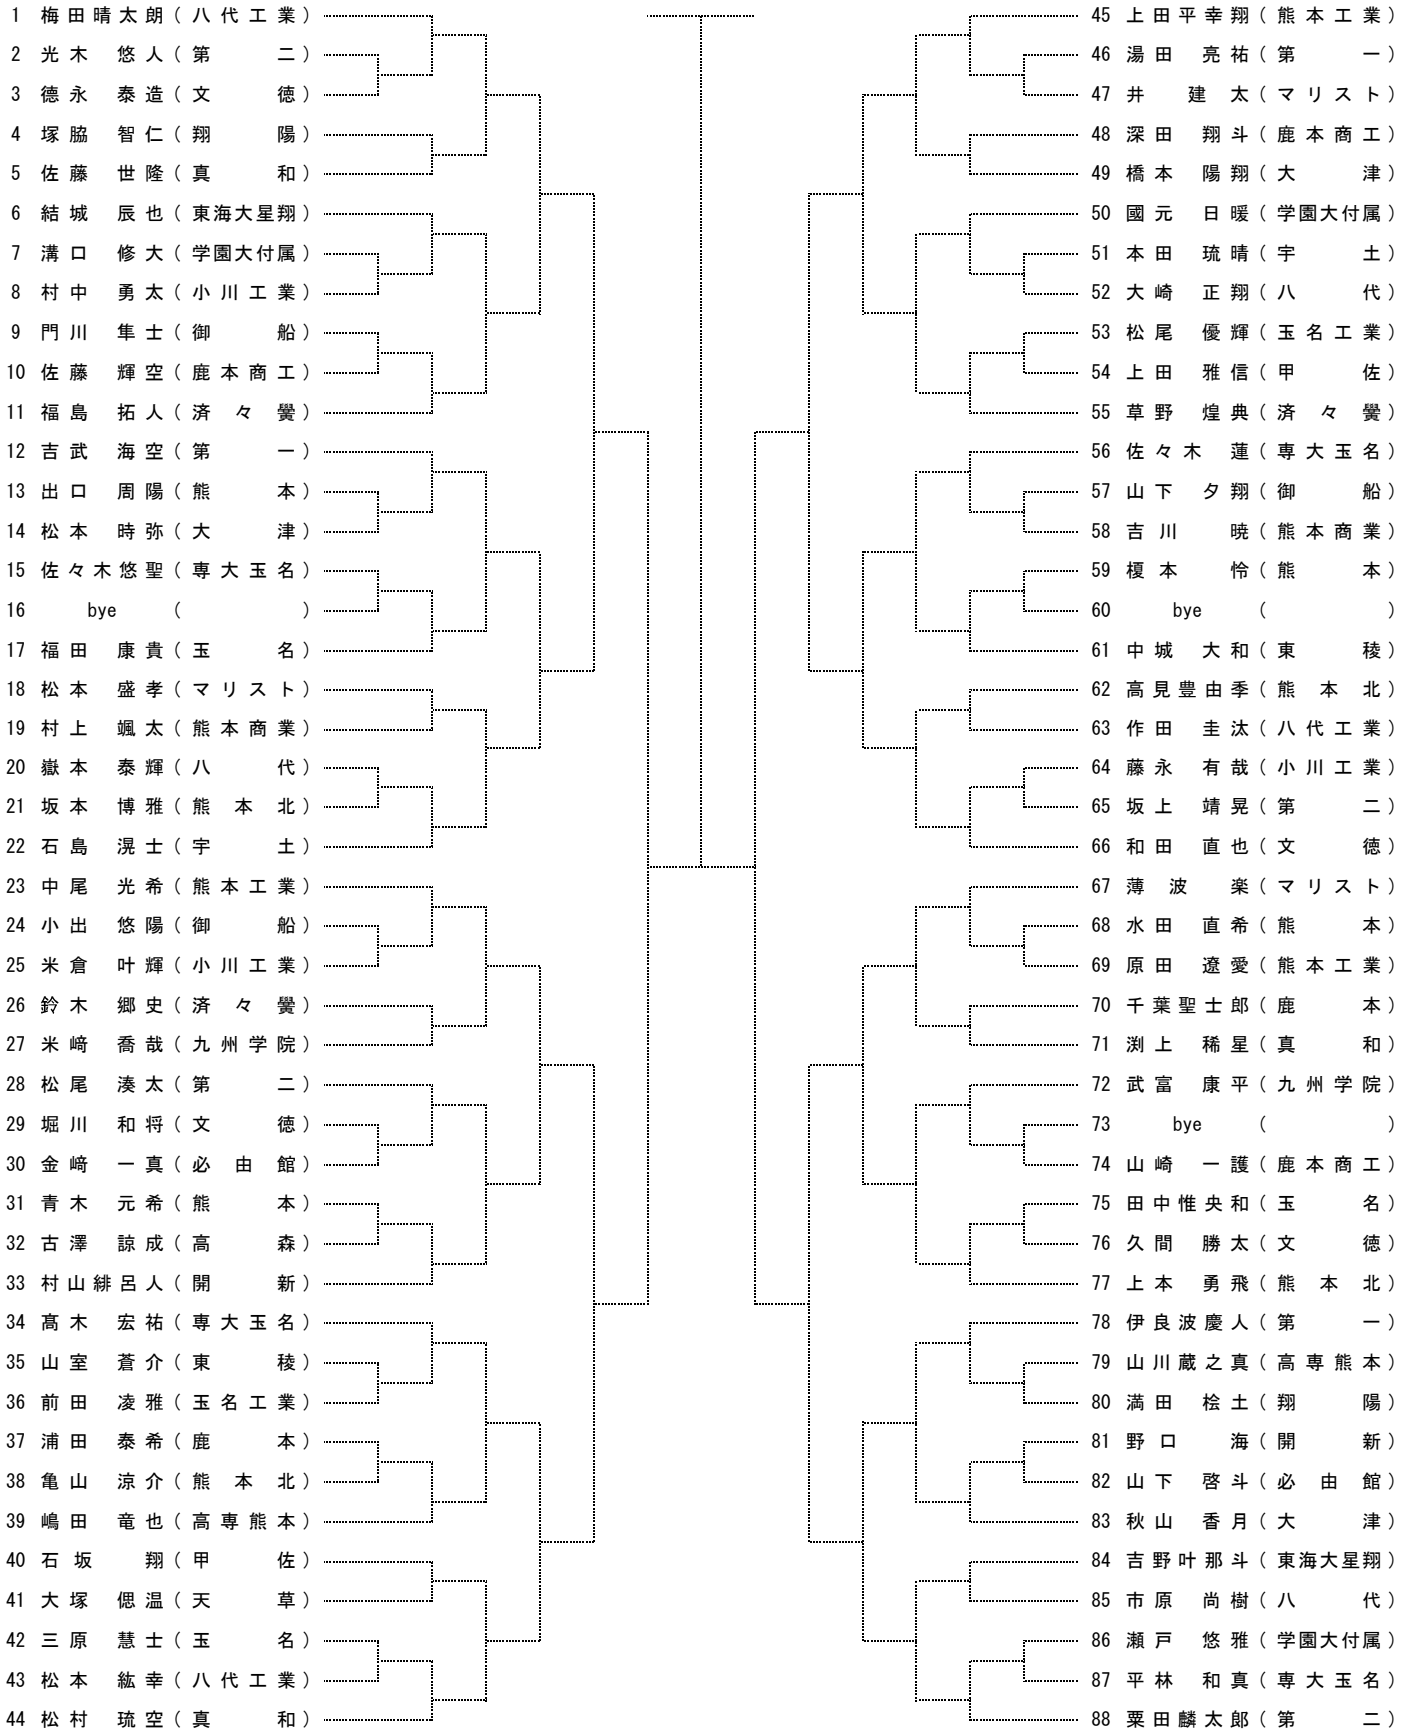 1 梅田晴太朗（八代工業）
2 光木 悠人（第 二）
3 德永 泰造（文 徳）
4 塚脇 智仁（翔 陽）
5 佐藤 世隆（真 和）
6 結城 辰也（東海大星翔）
7 溝口 修大（学園大付属）
8 村中 勇太（小川工業）
9 門川 隼士（御 船）
10 佐藤 輝空（鹿本商工）
11 福島 拓人（済々黌）
12 吉武 海空（第 一）
13 出口 周陽（熊 本）
14 松本 時弥（大 津）
15 佐々木悠聖（専大玉名）
16 bye （ ）
17 福田 康貴（玉 名）
18 松本 盛孝（マリスト）
19 村上 颯太（熊本商業）
20 嶽本 泰輝（八 代）
21 坂本 博雅（熊本北）
22 石島 滉士（宇 土）
23 中尾 光希（熊本工業）
24 小出 悠陽（御 船）
25 米倉 叶輝（小川工業）
26 鈴木 郷史（済々黌）
27 米﨑 喬哉（九州学院）
28 松尾 湊太（第 二）
29 堀川 和将（文 徳）
30 金﨑 一真（必由館）
31 青木 元希（熊 本）
32 古澤 諒成（高 森）
33 村山緋呂人（開 新）
34 髙木 宏祐（専大玉名）
35 山室 蒼介（東 稜）
36 前田 凌雅（玉名工業）
37 浦田 泰希（鹿 本）
38 亀山 涼介（熊本北）
39 嶋田 竜也（高専熊本）
40 石坂 翔（甲 佐）
41 大塚 偲温（天 草）
42 三原 慧士（玉 名）
43 松本 紘幸（八代工業）
44 松村 琉空（真 和）
45 上田平幸翔（熊本工業）
46 湯田 亮祐（第 一）
47 井 建太（マリスト）
48 深田 翔斗（鹿本商工）
49 橋本 陽翔（大 津）
50 國元 日暖（学園大付属）
51 本田 琉晴（宇 土）
52 大崎 正翔（八 代）
53 松尾 優輝（玉名工業）
54 上田 雅信（甲 佐）
55 草野 煌典（済々黌）
56 佐々木 蓮（専大玉名）
57 山下 夕翔（御 船）
58 吉川 暁（熊本商業）
59 榎本 怜（熊 本）
60 bye （ ）
61 中城 大和（東 稜）
62 高見豊由季（熊本北）
63 作田 圭汰（八代工業）
64 藤永 有哉（小川工業）
65 坂上 靖晃（第 二）
66 和田 直也（文 徳）
67 薄波 楽（マリスト）
68 水田 直希（熊 本）
69 原田 遼愛（熊本工業）
70 千葉聖士郎（鹿 本）
71 渕上 稀星（真 和）
72 武富 康平（九州学院）
73 bye （ ）
74 山崎 一護（鹿本商工）
75 田中惟央和（玉 名）
76 久間 勝太（文 徳）
77 上本 勇飛（熊本北）
78 伊良波慶人（第 一）
79 山川蔵之真（高専熊本）
80 満田 桧土（翔 陽）
81 野口 海（開 新）
82 山下 啓斗（必由館）
83 秋山 香月（大 津）
84 吉野叶那斗（東海大星翔）
85 市原 尚樹（八 代）
86 瀬戸 悠雅（学園大付属）
87 平林 和真（専大玉名）
88 粟田麟太郎（第 二）